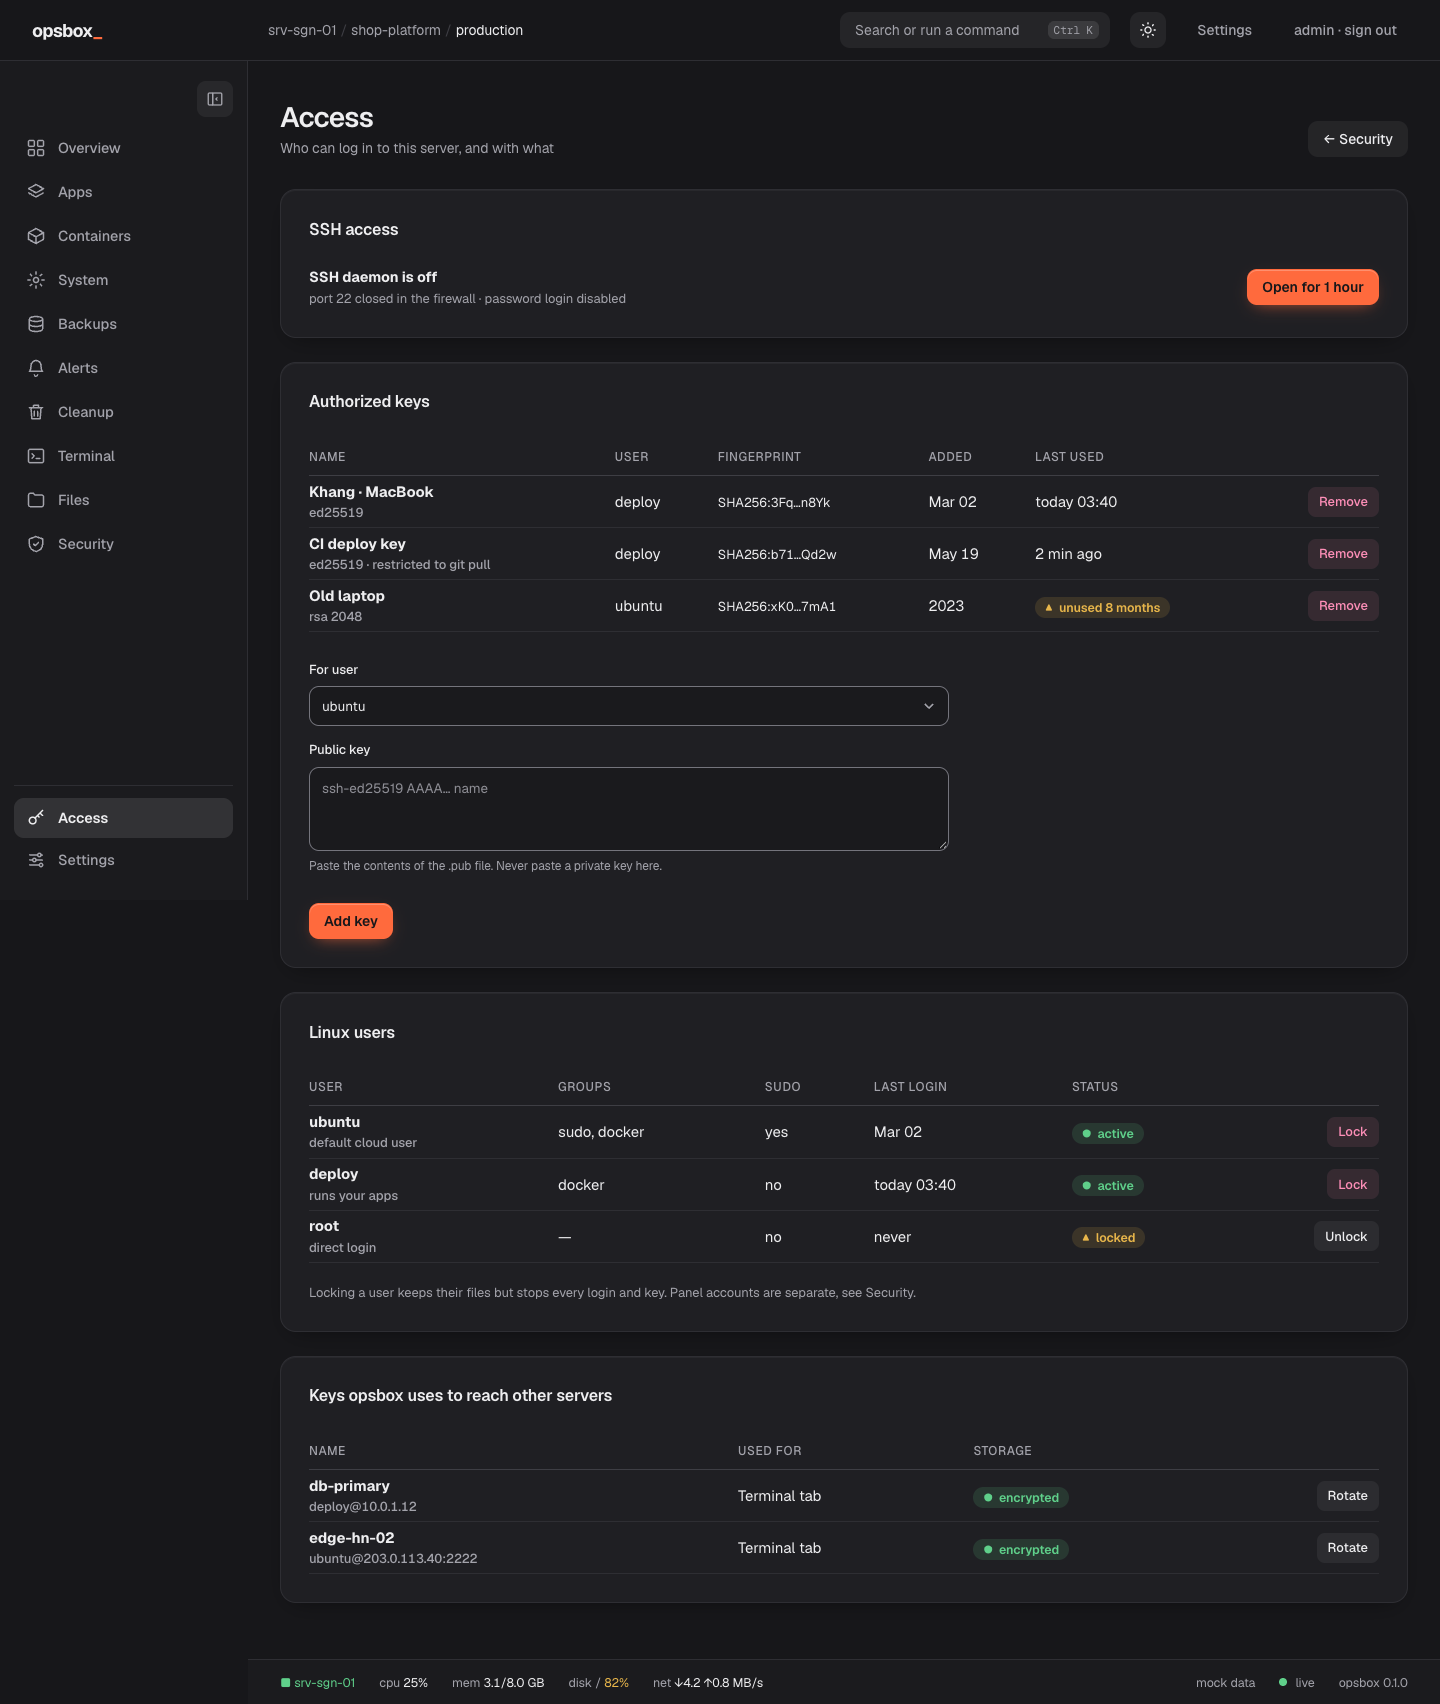 opsbox_
srv-sgn-01 / shop-platform / production
Search or run a command Ctrl K
Settings
admin · sign out
Overview
Apps
Containers
System
Backups
Alerts
Cleanup
Terminal
Files
Security
Access
Settings
Access
Who can log in to this server, and with what
← Security
SSH access
SSH daemon is off
port 22 closed in the firewall · password login disabled
Open for 1 hour
Authorized keys
NAME USER FINGERPRINT ADDED LAST USED
Khang · MacBook
ed25519
deploy SHA256:3Fq…n8Yk Mar 02 today 03:40 Remove
CI deploy key
ed25519 · restricted to git pull
deploy SHA256:b71…Qd2w May 19 2 min ago Remove
Old laptop
rsa 2048
ubuntu SHA256:xK0…7mA1 2023 unused 8 months Remove
For user
ubuntu
Public key
ssh-ed25519 AAAA… name
Paste the contents of the .pub file. Never paste a private key here.
Add key
Linux users
USER GROUPS SUDO LAST LOGIN STATUS
ubuntu
default cloud user
sudo, docker yes Mar 02 active Lock
deploy
runs your apps
docker no today 03:40 active Lock
root
direct login
— no never locked Unlock
Locking a user keeps their files but stops every login and key. Panel accounts are separate, see Security.
Keys opsbox uses to reach other servers
NAME USED FOR STORAGE
db-primary
deploy@10.0.1.12
Terminal tab encrypted Rotate
edge-hn-02
ubuntu@203.0.113.40:2222
Terminal tab encrypted Rotate
srv-sgn-01 cpu 25% mem 3.1/8.0 GB disk / 82% net ↓4.2 ↑0.8 MB/s mock data live opsbox 0.1.0